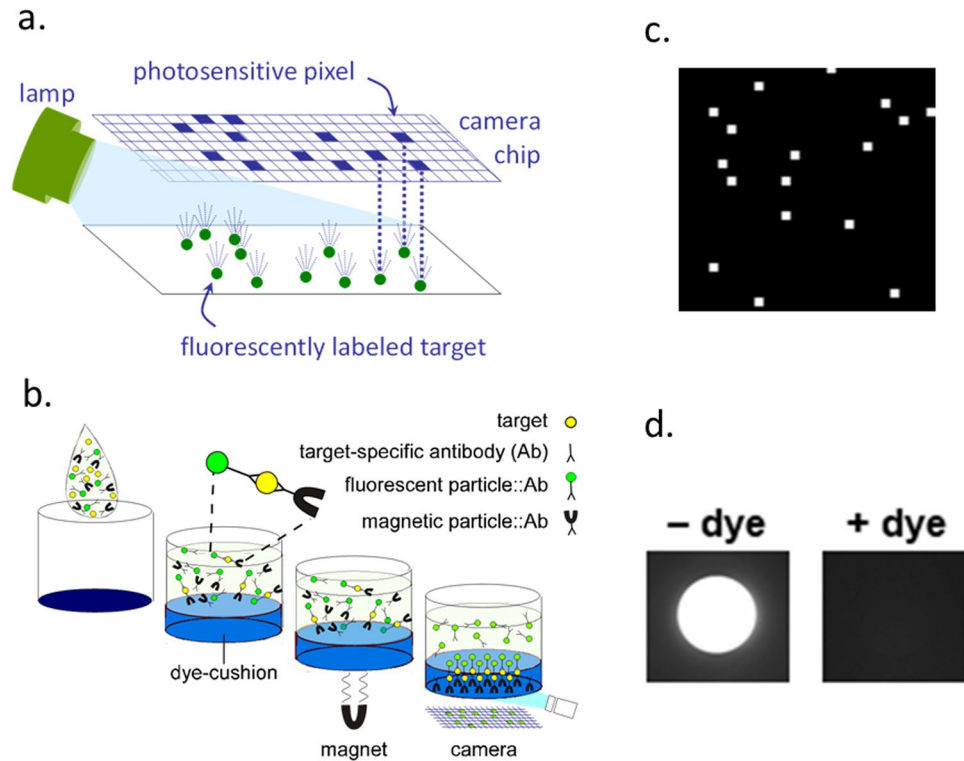 a.
photosensitive pixel
lamp
camera
chip
fluorescently labeled target
b.
target
target-specific antibody (Ab)
fluorescent particle::Ab
magnetic particle::Ab
dye-cushion
magnet
camera
c.
d.
– dye
+ dye